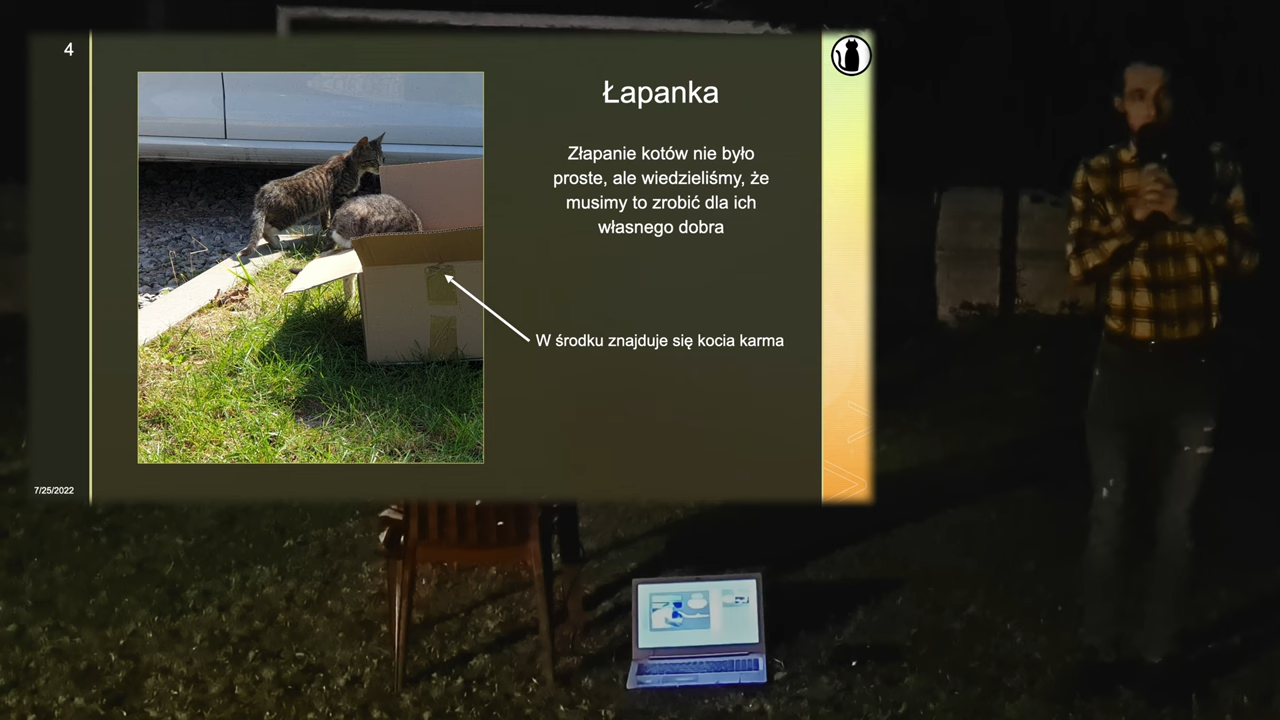 4
Łapanka
Złapanie kotów nie było
proste, ale wiedzieliśmy, że
musimy to zrobić dla ich
własnego dobra
W środku znajduje się kocia karma
7/25/2022